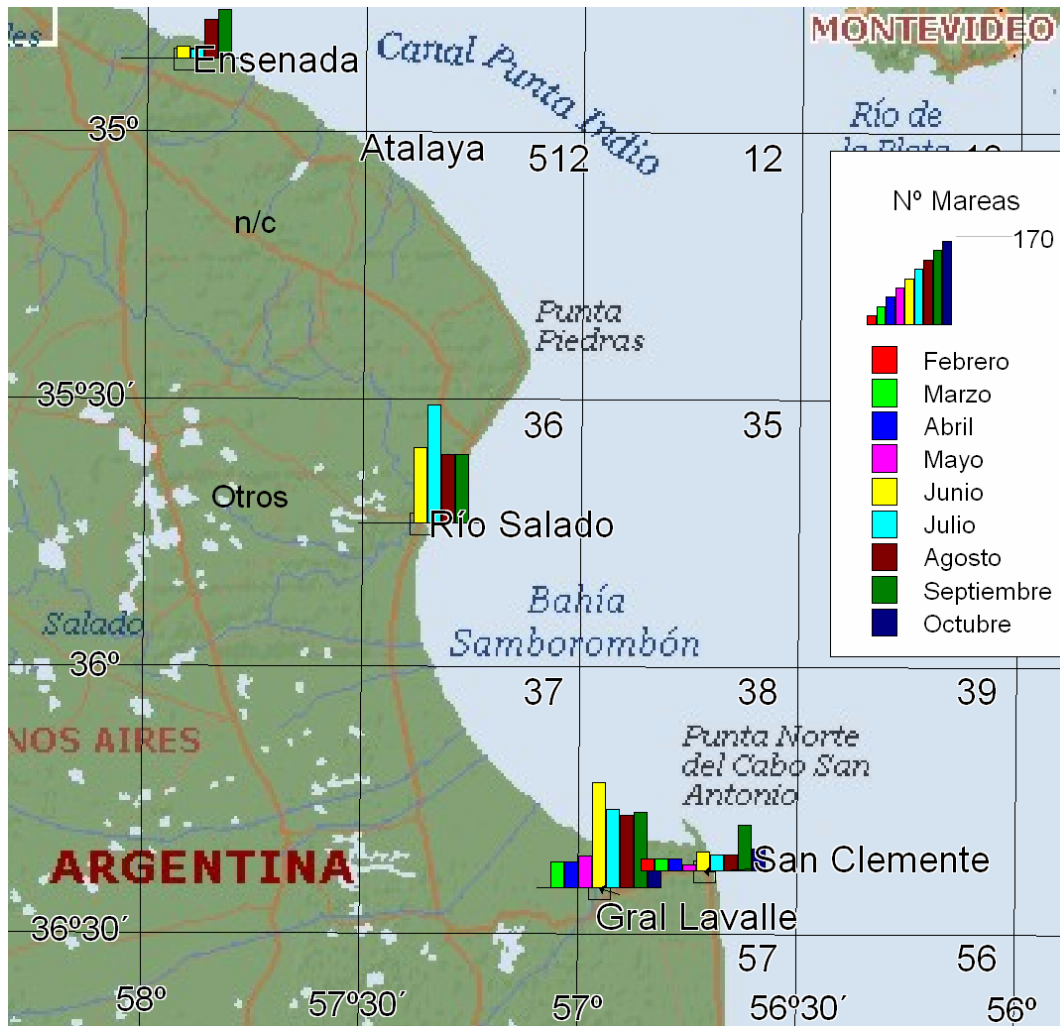 MONTEVIDEO
Ensenada
Canal Punta Indio
35º
Atalaya
512
12
Río de
la Plata
n/c
Nº Mareas
170
Punta
Piedras
Febrero
Marzo
Abril
Mayo
Junio
Julio
Agosto
Septiembre
Octubre
35º30´
36
35
Otros
Río Salado
Bahía
Samborombón
Salado
36º
37
38
39
NOS AIRES
Punta Norte
del Cabo San
Antonio
ARGENTINA
San Clemente
Gral Lavalle
36º30´
57
56
58º
57º30´
57º
56º30´
56º